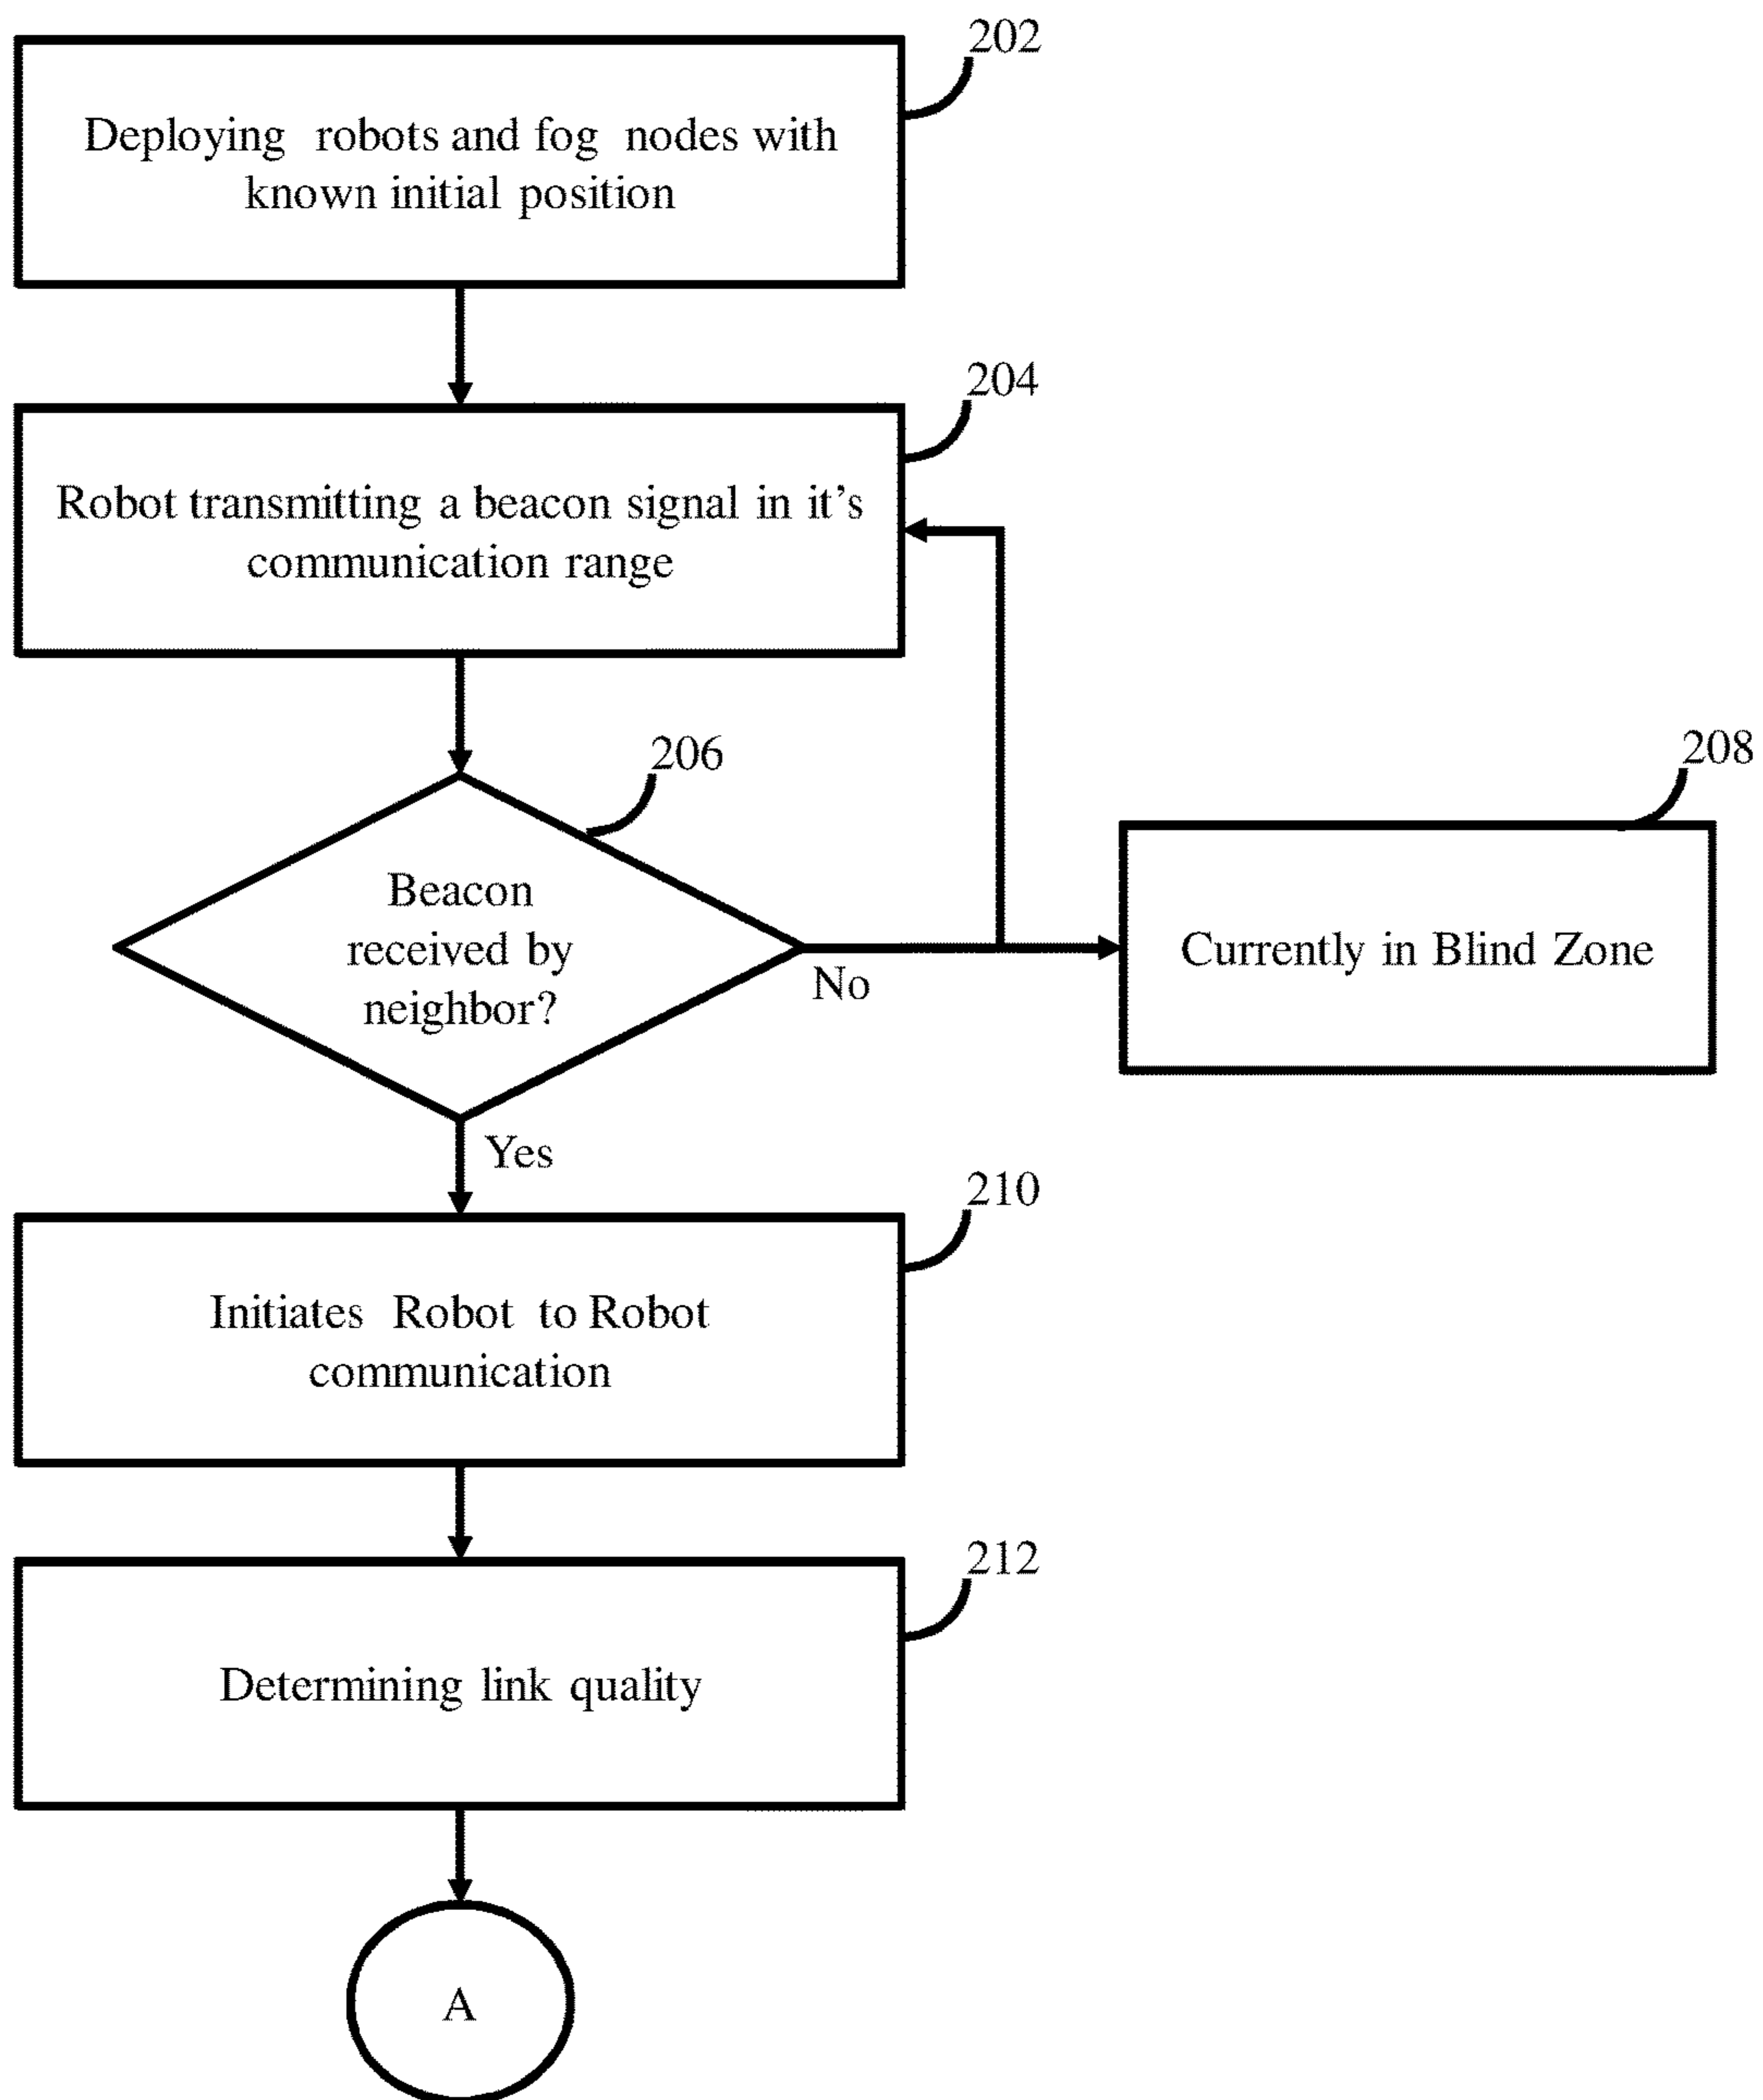 202
Deploying robots and fog nodes with
known initial position
204
Robot transmitting a beacon signal in it's
communication range
206
Beacon
received by
neighbor?
No
208
Currently in Blind Zone
Yes
210
Initiates Robot to Robot
communication
212
Determining link quality
A